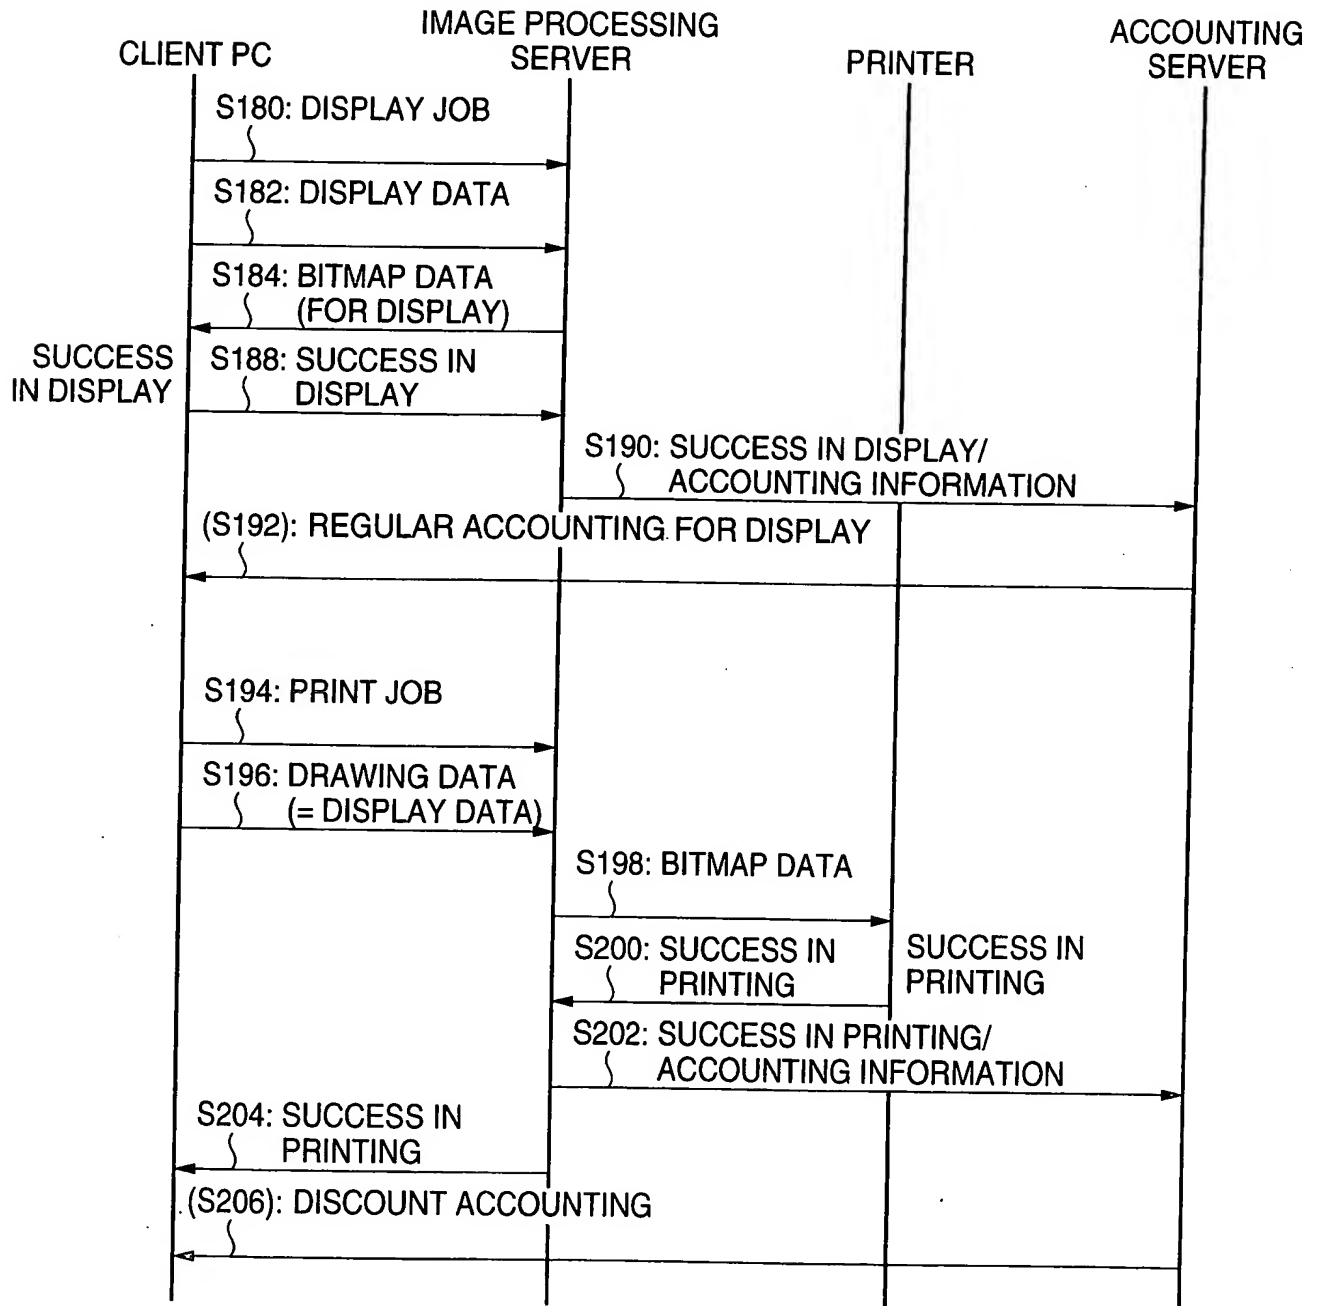 CLIENT PC
IMAGE PROCESSING
SERVER
PRINTER
ACCOUNTING
SERVER
S180: DISPLAY JOB
S182: DISPLAY DATA
S184: BITMAP DATA
(FOR DISPLAY)
SUCCESS
IN DISPLAY
S188: SUCCESS IN
DISPLAY
S190: SUCCESS IN DISPLAY/
ACCOUNTING INFORMATION
(S192): REGULAR ACCOUNTING FOR DISPLAY
S194: PRINT JOB
S196: DRAWING DATA
(= DISPLAY DATA)
S198: BITMAP DATA
S200: SUCCESS IN
PRINTING
SUCCESS IN
PRINTING
S202: SUCCESS IN PRINTING/
ACCOUNTING INFORMATION
S204: SUCCESS IN
PRINTING
(S206): DISCOUNT ACCOUNTING